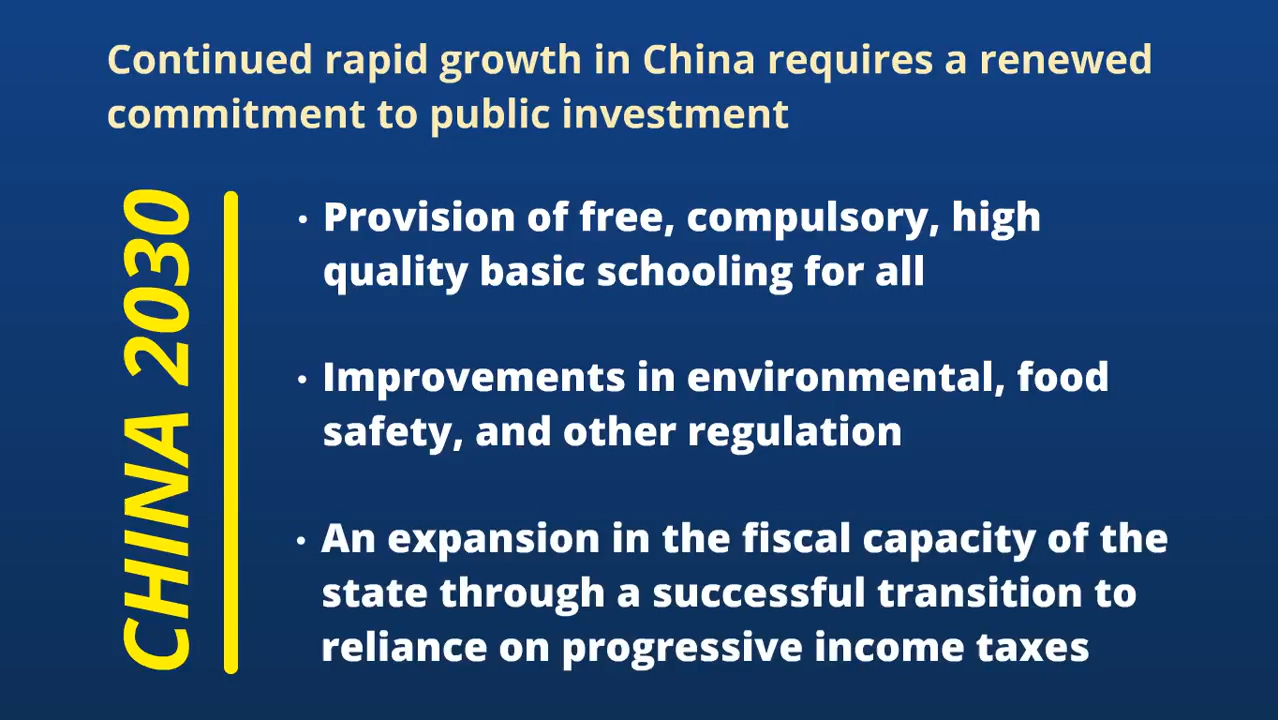 Continued rapid growth in China requires a renewed
commitment to public investment
CHINA 2030
• Provision of free, compulsory, high
quality basic schooling for all
• Improvements in environmental, food
safety, and other regulation
• An expansion in the fiscal capacity of the
state through a successful transition to
reliance on progressive income taxes